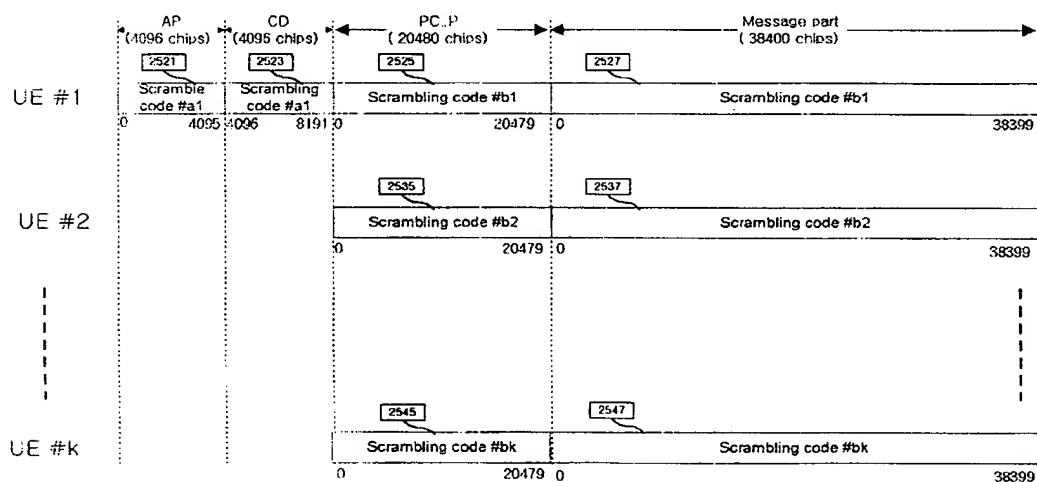 AP
(4096 chips)
CD
(4096 chips)
PC_P
( 20480 chips)
Message part
( 38400 chips)
UE #1
2521
Scramble
code #a1
2523
Scrambling
code #a1
2525
Scrambling code #b1
2527
Scrambling code #b1
0 4095 4096 8191 0 20479 0 38399
UE #2
2535
Scrambling code #b2
2537
Scrambling code #b2
0 20479 0 38399
UE #k
2545
Scrambling code #bk
2547
Scrambling code #bk
0 20479 0 38399